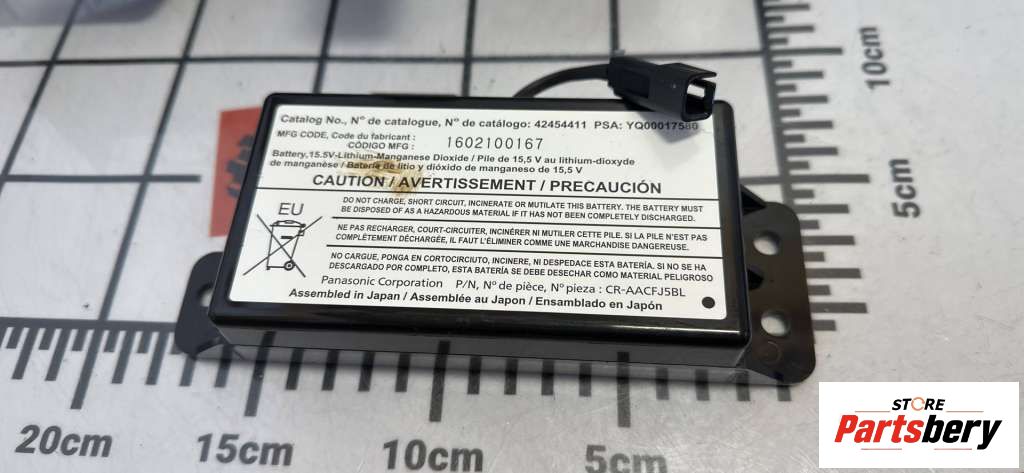 Catalog No., Nº de catalogue, Nº de catálogo: 42454411 PSA: YQ00017580
MFG CODE, Code du fabricant :
CÓDIGO MFG : 1602100167
Battery,15.5V-Lithium-Manganese Dioxide / Pile de 15,5 V au lithium-dioxyde
de manganèse / Batería de litio y dióxido de manganeso de 15,5 V
CAUTION / AVERTISSEMENT / PRECAUCIÓN
EU
DO NOT CHARGE, SHORT CIRCUIT, INCINERATE OR MUTILATE THIS BATTERY. THE BATTERY MUST
BE DISPOSED OF AS A HAZARDOUS MATERIAL IF IT HAS NOT BEEN COMPLETELY DISCHARGED.
NE PAS RECHARGER, COURT-CIRCUITER, INCINÉRER NI MUTILER CETTE PILE. SI LA PILE N'EST PAS
COMPLÈTEMENT DÉCHARGÉE, IL FAUT L'ÉLIMINER COMME UNE MARCHANDISE DANGEREUSE.
NO CARGUE, PONGA EN CORTOCIRCUITO, INCINERE, NI DESPEDACE ESTA BATERÍA. SI NO SE HA
DESCARGADO POR COMPLETO, ESTA BATERÍA SE DEBE DESECHAR COMO MATERIAL PELIGROSO
Panasonic Corporation P/N, Nº de pièce, Nº pieza : CR-AACFJ5BL
Assembled in Japan / Assemblée au Japon / Ensamblado en Japón
10cm
5cm
20cm
15cm
10cm
5cm
STORE
Partsbery